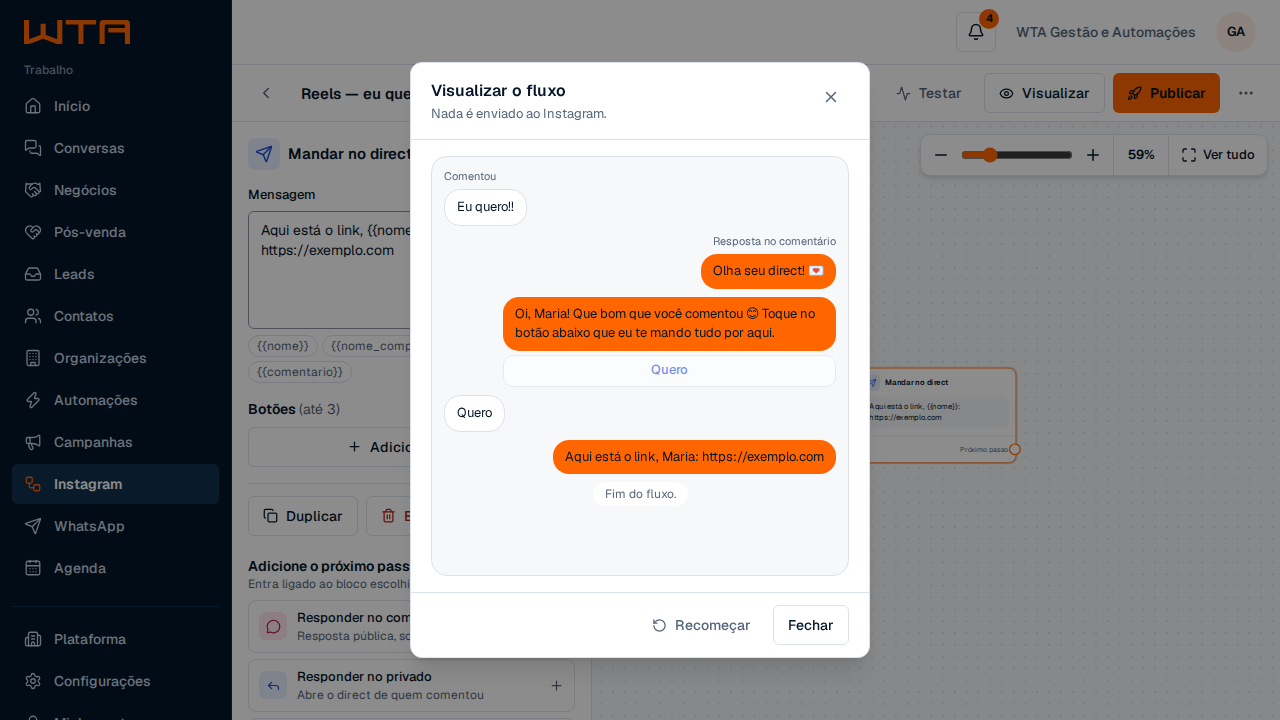 WTA
Trabalho
Início
Conversas
Negócios
Pós-venda
Leads
Contatos
Organizações
Automações
Campanhas
Instagram
WhatsApp
Agenda
Plataforma
Configurações
4
WTA Gestão e Automações
GA
Reels — eu que
Testar
Visualizar
Publicar
Mandar no direct
Mensagem
Aqui está o link, {{nome
https://exemplo.com
{{nome}}
{{nome_comp
{{comentario}}
Botões (até 3)
Adicio
Duplicar
Adicione o próximo pass
Entra ligado ao bloco escolhi
Responder no com
Resposta pública, so
Responder no privado
Abre o direct de quem comentou
59%
Ver tudo
Mandar no direct
Aqui está o link, {{nome}}:
https://exemplo.com
Próximo passo
Visualizar o fluxo
Nada é enviado ao Instagram.
Comentou
Eu quero!!
Resposta no comentário
Olha seu direct! 💌
Oi, Maria! Que bom que você comentou 😊 Toque no
botão abaixo que eu te mando tudo por aqui.
Quero
Quero
Aqui está o link, Maria: https://exemplo.com
Fim do fluxo.
Recomeçar
Fechar